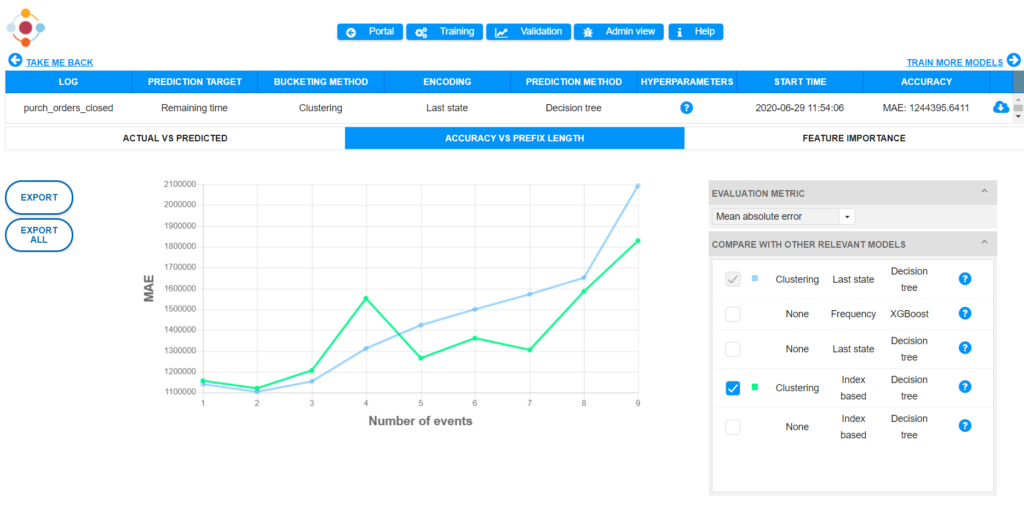 Portal Training Validation Admin view Help
TAKE ME BACK TRAIN MORE MODELS
LOG PREDICTION TARGET BUCKETING METHOD ENCODING PREDICTION METHOD HYPERPARAMETERS START TIME ACCURACY
purch_orders_closed Remaining time Clustering Last state Decision tree ? 2020-06-29 11:54:06 MAE: 1244395.6411
ACTUAL VS PREDICTED ACCURACY VS PREFIX LENGTH FEATURE IMPORTANCE
EXPORT
EXPORT
ALL
MAE
2100000
2000000
1900000
1800000
1700000
1600000
1500000
1400000
1300000
1200000
1100000
1 2 3 4 5 6 7 8 9
Number of events
EVALUATION METRIC
Mean absolute error
COMPARE WITH OTHER RELEVANT MODELS
Clustering Last state Decision tree ?
None Frequency XGBoost ?
None Last state Decision tree ?
Clustering Index based Decision tree ?
None Index based Decision tree ?